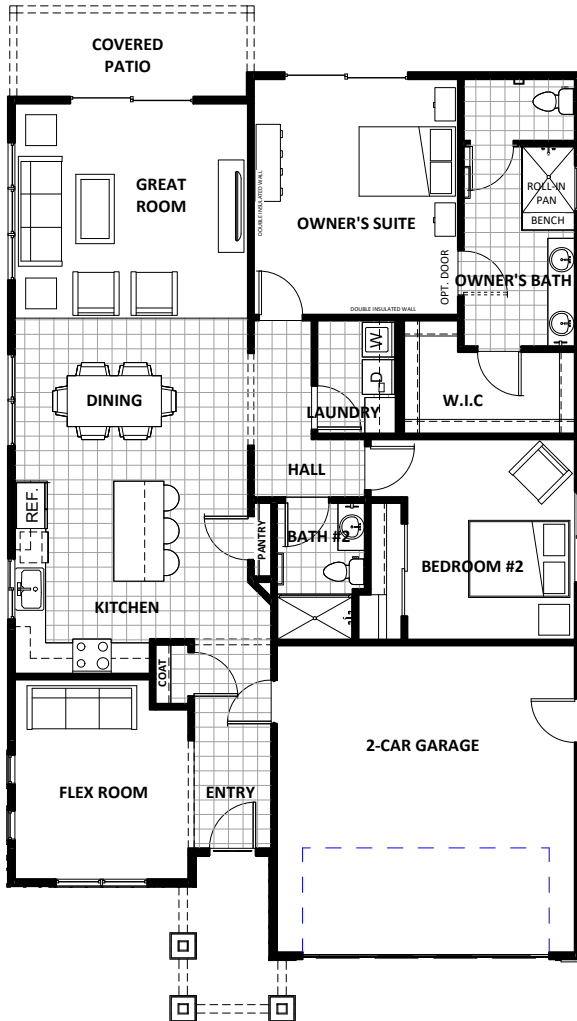 COVERED
PATIO
GREAT
ROOM
DOUBLE INSULATED WALL
OWNER'S SUITE
DOUBLE INSULATED WALL
OPT. DOOR
ROLL-IN
PAN
BENCH
OWNER'S BATH
DINING
W
D
LAUNDRY
W.I.C
HALL
REF.
PANTRY
BATH #2
BEDROOM #2
KITCHEN
COAT
FLEX ROOM
ENTRY
2-CAR GARAGE